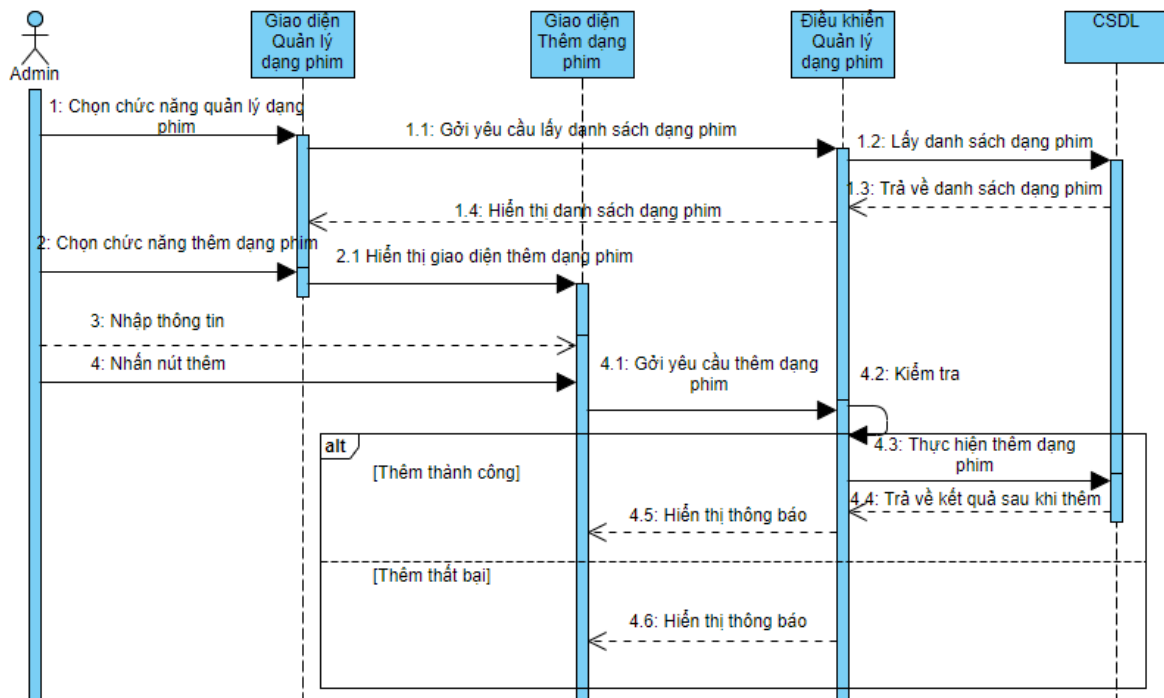 Giao diện
Quản lý
dạng phim
Giao diện
Thêm dạng
phim
Điều khiển
Quản lý
dạng phim
CSDL
Admin
1: Chọn chức năng quản lý dạng
phim
1.1: Gởi yêu cầu lấy danh sách dạng phim
1.2: Lấy danh sách dạng phim
1.3: Trả về danh sách dạng phim
1.4: Hiển thị danh sách dạng phim
2: Chọn chức năng thêm dạng phim
2.1 Hiển thị giao diện thêm dạng phim
3: Nhập thông tin
4: Nhấn nút thêm
4.1: Gởi yêu cầu thêm dạng
phim
4.2: Kiểm tra
alt
[Thêm thành công]
4.3: Thực hiện thêm dạng
phim
4.4: Trả về kết quả sau khi thêm
4.5: Hiển thị thông báo
[Thêm thất bại]
4.6: Hiển thị thông báo